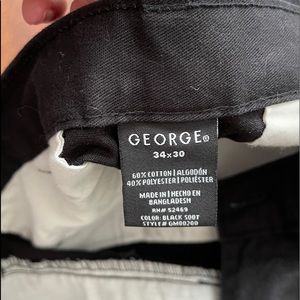 GEORGE®
34x30
60% COTTON | ALGODÓN
40% POLYESTER | POLIÉSTER
MADE IN | HECHO EN
BANGLADESH
RN# 52469
COLOR: BLACK SOOT
STYLE# GM00200